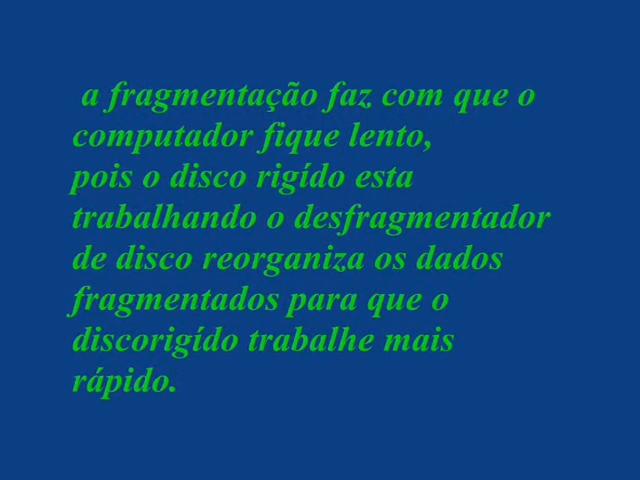 a fragmentação faz com que o
computador fique lento,
pois o disco rigído esta
trabalhando o desfragmentador
de disco reorganiza os dados
fragmentados para que o
discorigído trabalhe mais
rápido.